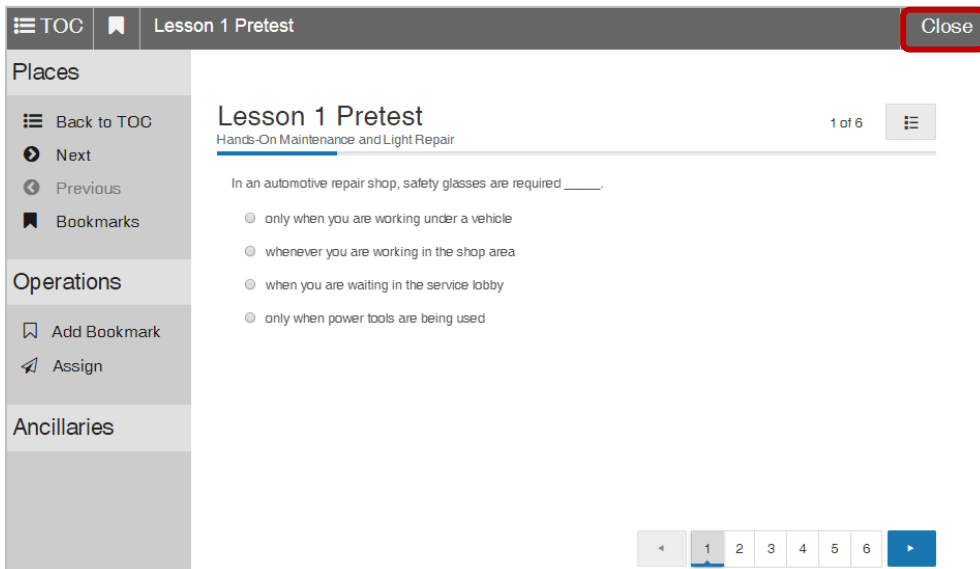 TOC Lesson 1 Pretest Close
Places
Back to TOC
Next
Previous
Bookmarks
Operations
Add Bookmark
Assign
Ancillaries
Lesson 1 Pretest
Hands-On Maintenance and Light Repair
1 of 6
In an automotive repair shop, safety glasses are required _____.
only when you are working under a vehicle
whenever you are working in the shop area
when you are waiting in the service lobby
only when power tools are being used
1 2 3 4 5 6